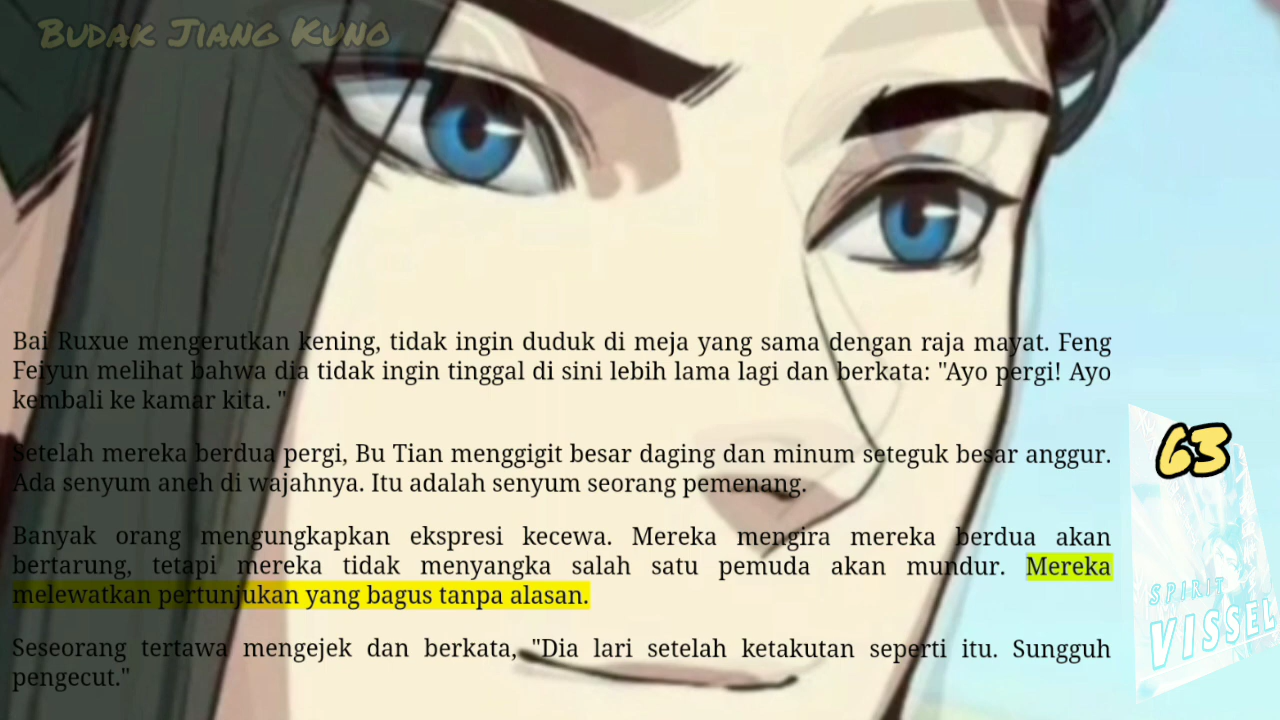 Budak Jiang Kuno
Bai Ruxue mengerutkan kening, tidak ingin duduk di meja yang sama dengan raja mayat. Feng
Feiyun melihat bahwa dia tidak ingin tinggal di sini lebih lama lagi dan berkata: "Ayo pergi! Ayo
kembali ke kamar kita. "
Setelah mereka berdua pergi, Bu Tian menggigit besar daging dan minum seteguk besar anggur.
Ada senyum aneh di wajahnya. Itu adalah senyum seorang pemenang.
Banyak orang mengungkapkan ekspresi kecewa. Mereka mengira mereka berdua akan
bertarung, tetapi mereka tidak menyangka salah satu pemuda akan mundur. Mereka
melewatkan pertunjukan yang bagus tanpa alasan.
Seseorang tertawa mengejek dan berkata, "Dia lari setelah ketakutan seperti itu. Sungguh
pengecut."
63
SPIRIT
VISSEL